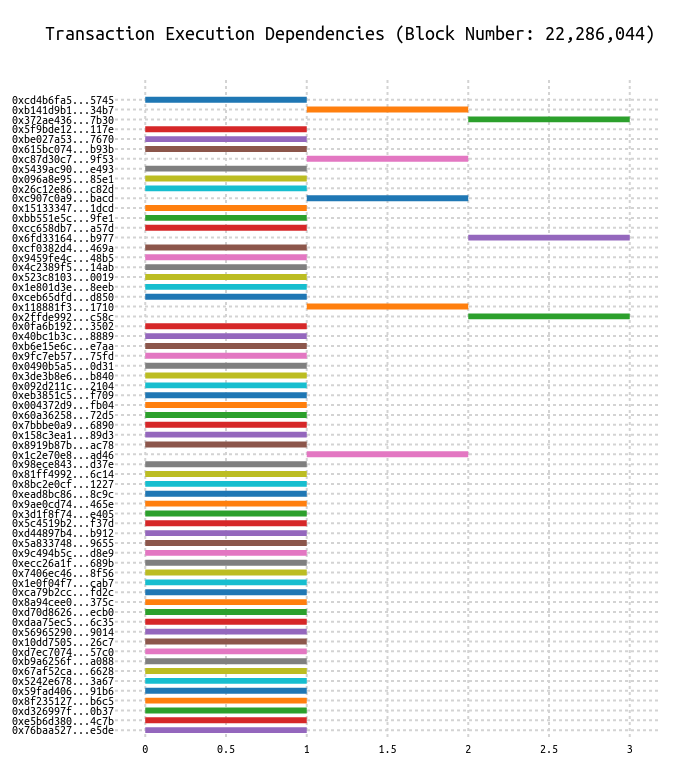 Transaction Execution Dependencies (Block Number: 22,286,044)
0xcd4b6fa5...5745
0xb141d9b1...34b7
0x372ae436...7b30
0x5f9bde12...117e
0xbe027a53...7670
0x615bc074...b93b
0xc87d30c7...9f53
0x5439ac90...e493
0x096a8e95...85e1
0x26c12e86...c82d
0xc907c0a9...bacd
0x15133347...1dcd
0xbb551e5c...9fe1
0xcc658db7...a57d
0x6fd33164...b977
0xcf0382d4...469a
0x9459fe4c...48b5
0x4c2389f5...14ab
0x523c8103...0019
0x1e801d3e...8eeb
0xceb65dfd...d850
0x118881f3...1710
0x2ffde992...c58c
0x0fa6b192...3502
0x40bc1b3c...8889
0xb6e15e6c...e7aa
0x9fc7eb57...75fd
0x0490b5a5...0d31
0x3de3b8e6...b840
0x092d211c...2104
0xeb3851c5...f709
0x004372d9...fb04
0x60a36258...72d5
0x7bbbe0a9...6890
0x158c3ea1...89d3
0x8919b87b...ac78
0x1c2e70e8...ad46
0x98ece843...d37e
0x81ff4992...6c14
0x8bc2e0cf...1227
0xead8bc86...8c9c
0x9ae0cd74...465e
0x3d1f8f74...e405
0x5c4519b2...f37d
0xd44897b4...b912
0x5a833748...9655
0x9c494b5c...d8e9
0xecc26a1f...689b
0x7406ec46...8f56
0x1e0f04f7...cab7
0xca79b2cc...fd2c
0x8a94cee0...375c
0xd70d8626...ecb0
0xdaa75ec5...6c35
0x56965290...9014
0x10dd7505...26c7
0xd7ec7074...57c0
0xb9a6256f...a088
0x67af52ca...6628
0x5242e678...3a67
0x59fad406...91b6
0x8f235127...b6c5
0xd326997f...0b37
0xe5b6d380...4c7b
0x76baa527...e5de
0 0.5 1 1.5 2 2.5 3